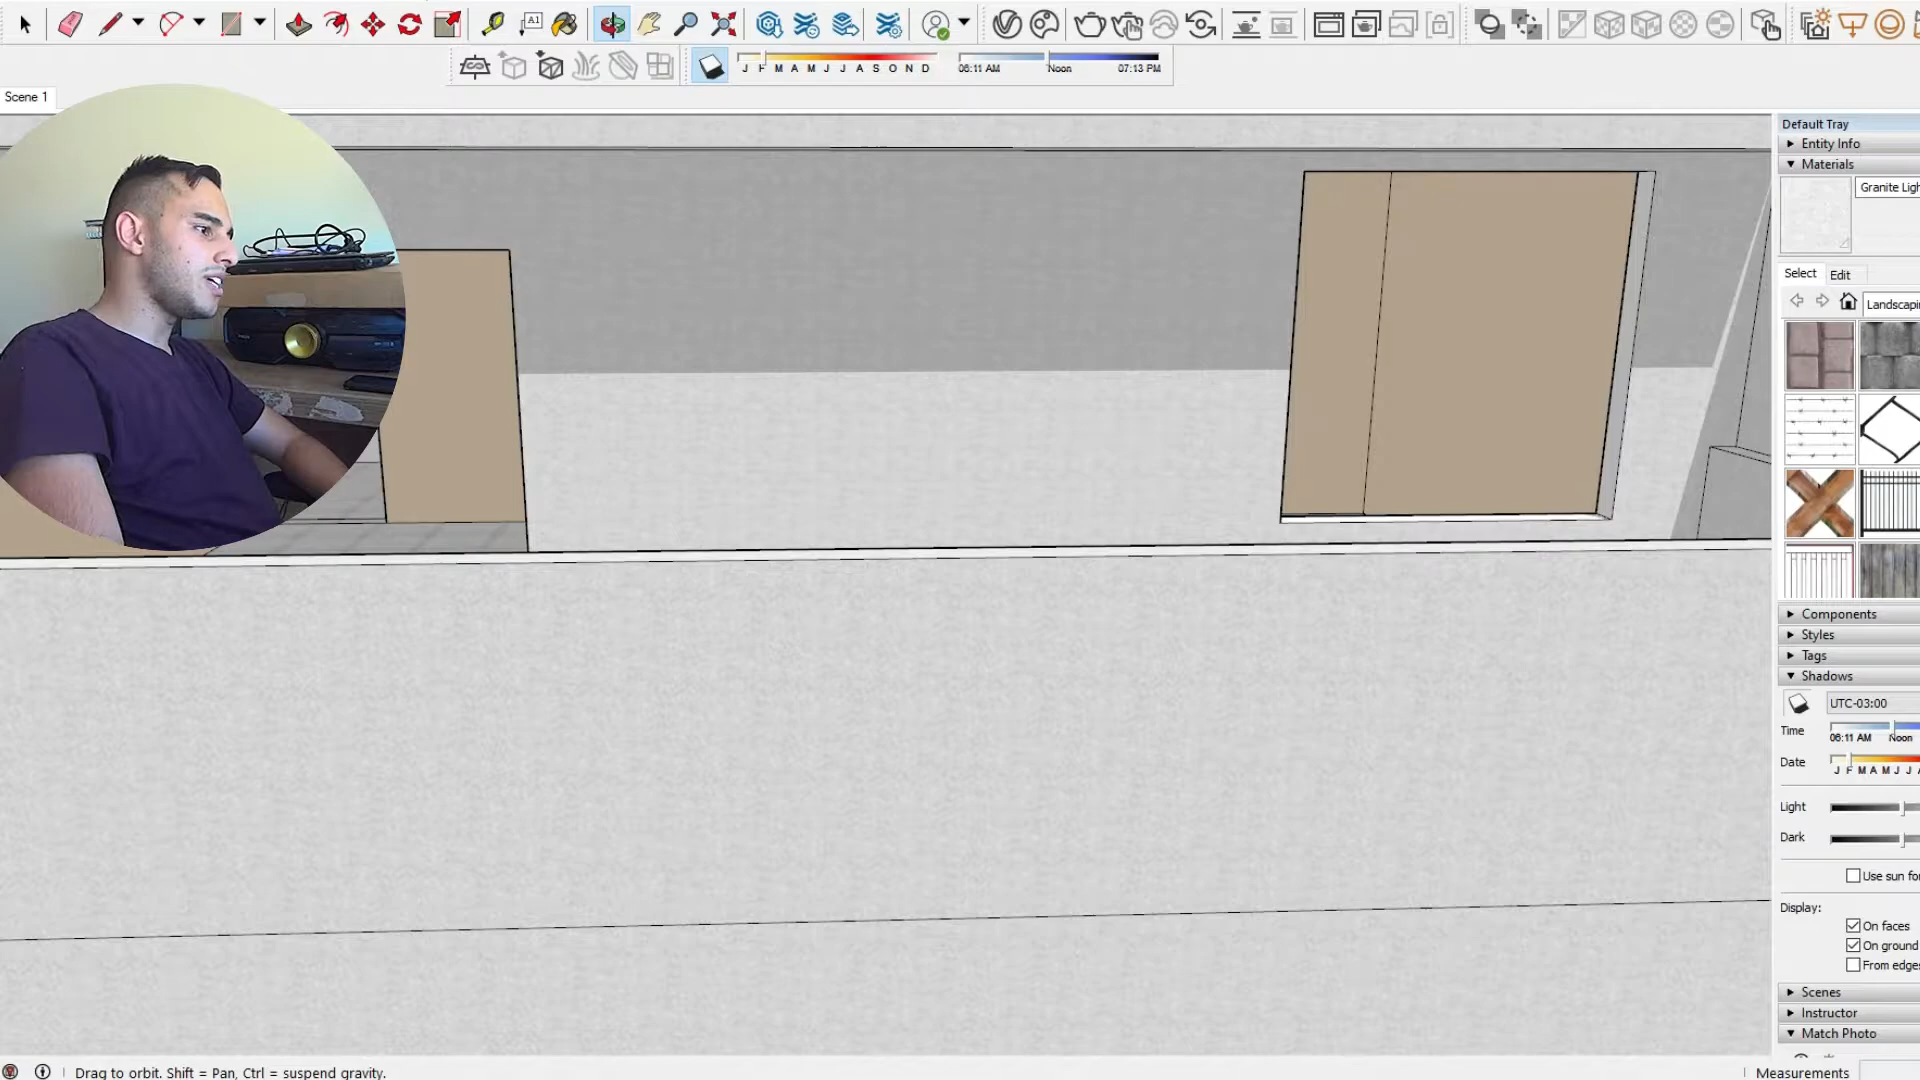 A1
J F M A M J J A S O N D
06:11 AM Noon 07:13 PM
Scene 1
Default Tray
Entity Info
Materials
Granite Ligh
Select Edit
Landscapi
Components
Styles
Tags
Shadows
UTC-03:00
Time
06:11 AM Noon
Date
J F M A M J J A
Light
Dark
Use sun fo
Display:
On faces
On ground
From edges
Scenes
Instructor
Match Photo
Drag to orbit. Shift = Pan, Ctrl = suspend gravity.
Measurements